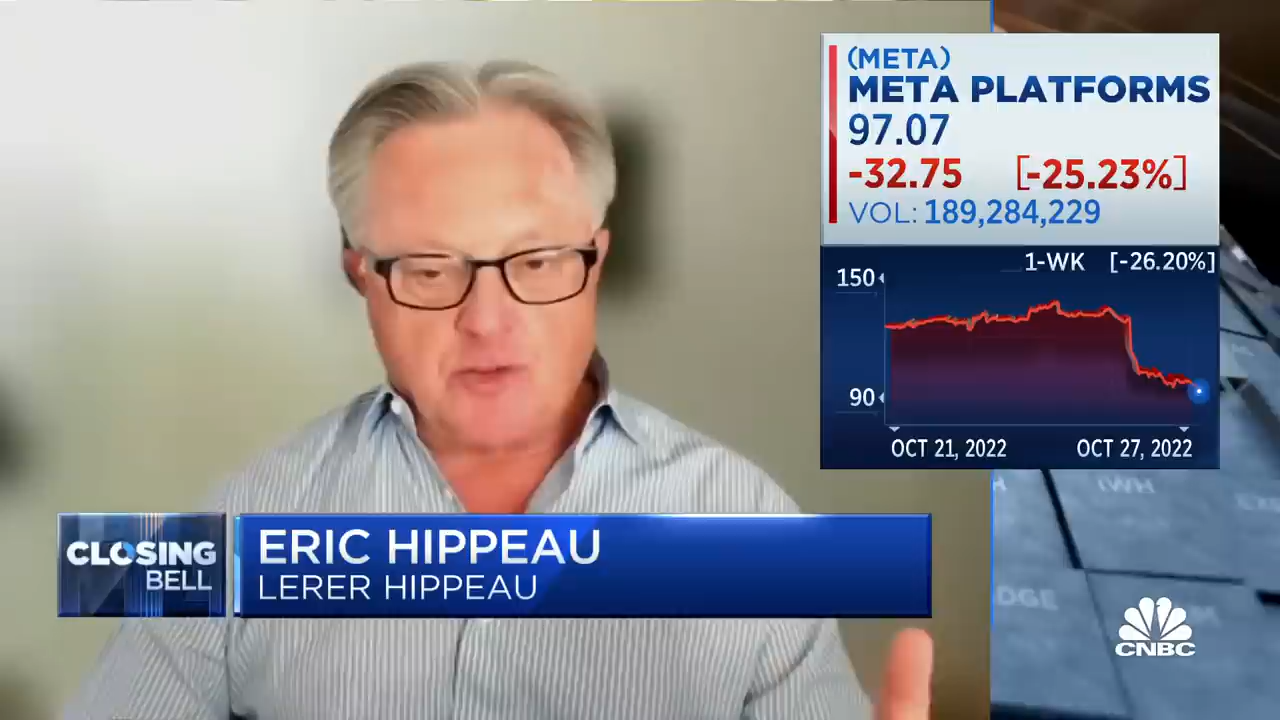 (META)
META PLATFORMS
97.07
-32.75 [-25.23%]
VOL: 189,284,229
1-WK [-26.20%]
150
90
OCT 21, 2022 OCT 27, 2022
CLOSING
BELL
ERIC HIPPEAU
LERER HIPPEAU
DGE
CNBC